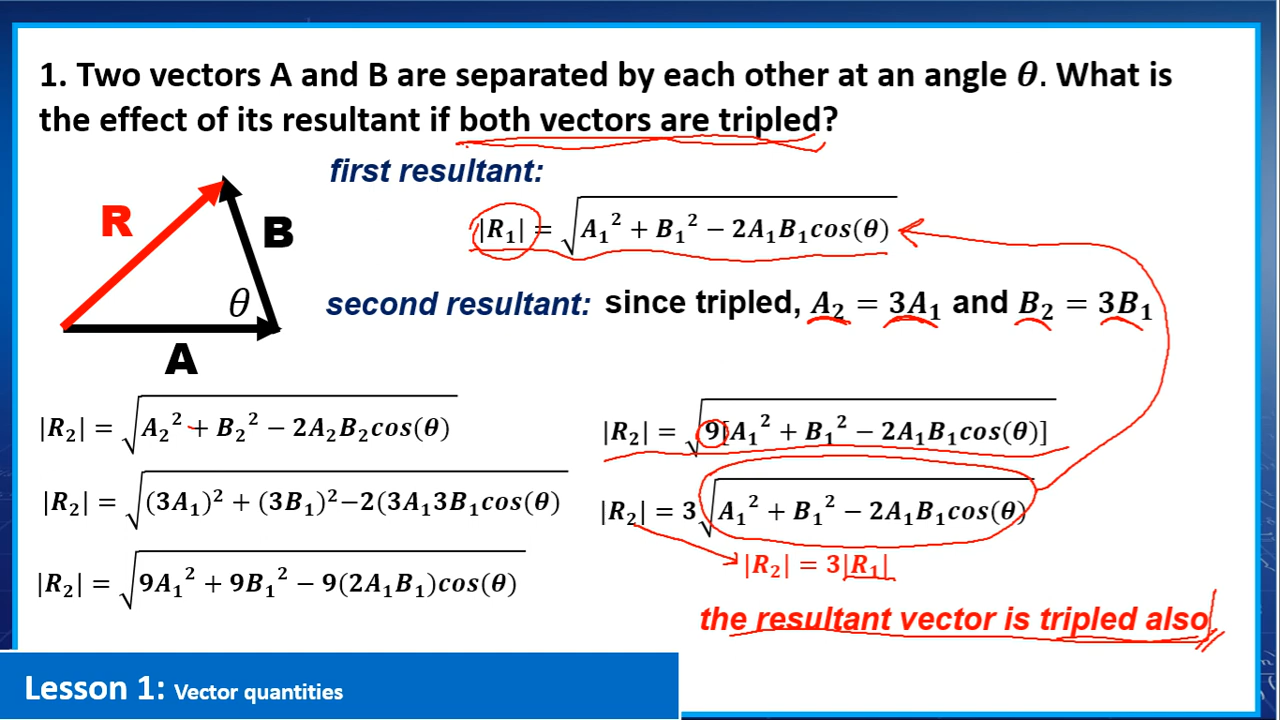 1. Two vectors A and B are separated by each other at an angle θ. What is
the effect of its resultant if both vectors are tripled?
first resultant:
|R₁| = √(A₁² + B₁² − 2A₁B₁cos(θ))
R
B
θ
A
second resultant: since tripled, A₂ = 3A₁ and B₂ = 3B₁
|R₂| = √(A₂² + B₂² − 2A₂B₂cos(θ))
|R₂| = √((3A₁)² + (3B₁)² −2(3A₁3B₁cos(θ))
|R₂| = √(9A₁² + 9B₁² − 9(2A₁B₁)cos(θ))
|R₂| = √(9[A₁² + B₁² − 2A₁B₁cos(θ)])
|R₂| = 3√(A₁² + B₁² − 2A₁B₁cos(θ))
|R₂| = 3|R₁|
the resultant vector is tripled also
Lesson 1: Vector quantities